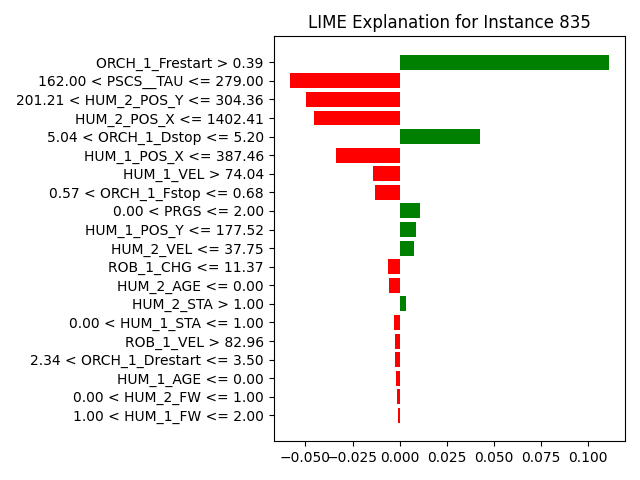 LIME Explanation for Instance 835
ORCH_1_Frestart > 0.39
162.00 < PSCS__TAU <= 279.00
201.21 < HUM_2_POS_Y <= 304.36
HUM_2_POS_X <= 1402.41
5.04 < ORCH_1_Dstop <= 5.20
HUM_1_POS_X <= 387.46
HUM_1_VEL > 74.04
0.57 < ORCH_1_Fstop <= 0.68
0.00 < PRGS <= 2.00
HUM_1_POS_Y <= 177.52
HUM_2_VEL <= 37.75
ROB_1_CHG <= 11.37
HUM_2_AGE <= 0.00
HUM_2_STA > 1.00
0.00 < HUM_1_STA <= 1.00
ROB_1_VEL > 82.96
2.34 < ORCH_1_Drestart <= 3.50
HUM_1_AGE <= 0.00
0.00 < HUM_2_FW <= 1.00
1.00 < HUM_1_FW <= 2.00
−0.050 −0.025 0.000 0.025 0.050 0.075 0.100